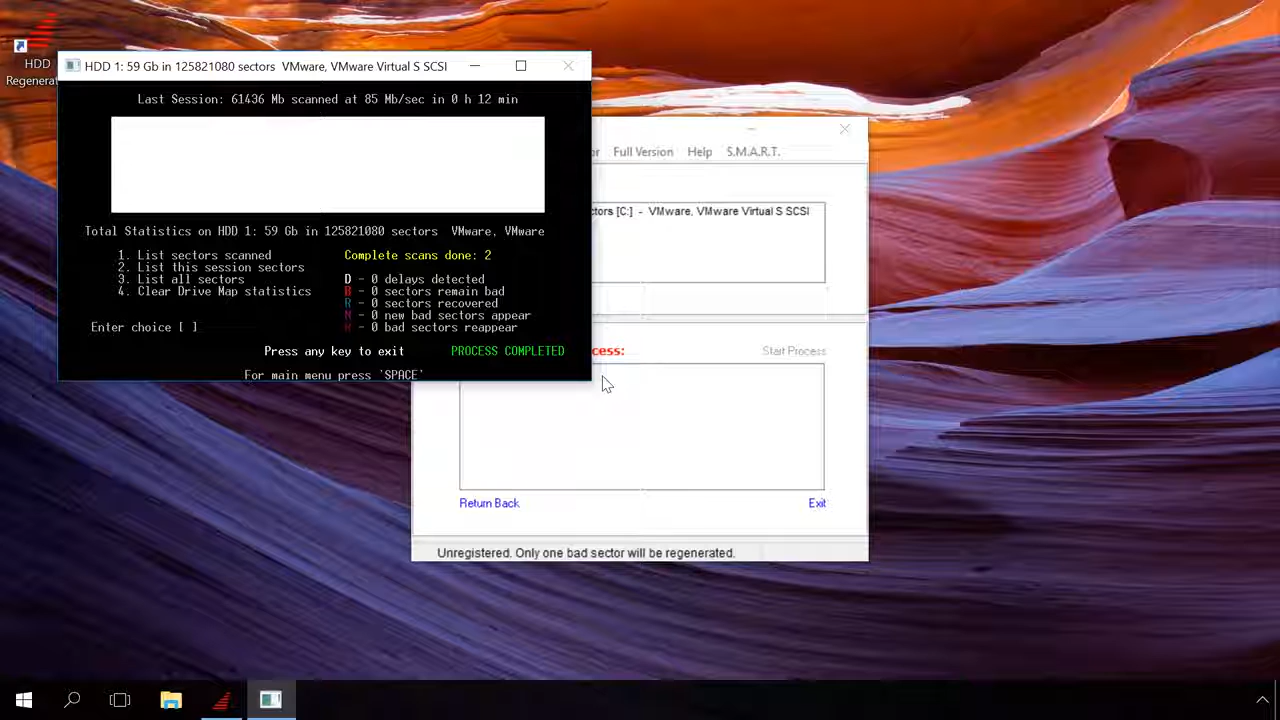 HDD
Regenerat
HDD 1: 59 Gb in 125821080 sectors VMware, VMware Virtual S SCSI
Last Session: 61436 Mb scanned at 85 Mb/sec in 0 h 12 min
Total Statistics on HDD 1: 59 Gb in 125821080 sectors VMware, VMware
1. List sectors scanned
2. List this session sectors
3. List all sectors
4. Clear Drive Map statistics
Complete scans done: 2
D - 0 delays detected
B - 0 sectors remain bad
R - 0 sectors recovered
N - 0 new bad sectors appear
M - 0 bad sectors reappear
Enter choice [ ]
Press any key to exit
PROCESS COMPLETED
For main menu press 'SPACE'
or Full Version Help S.M.A.R.T.
ctors [C:] - VMware, VMware Virtual S SCSI
cess:
Start Process
Return Back
Exit
Unregistered. Only one bad sector will be regenerated.